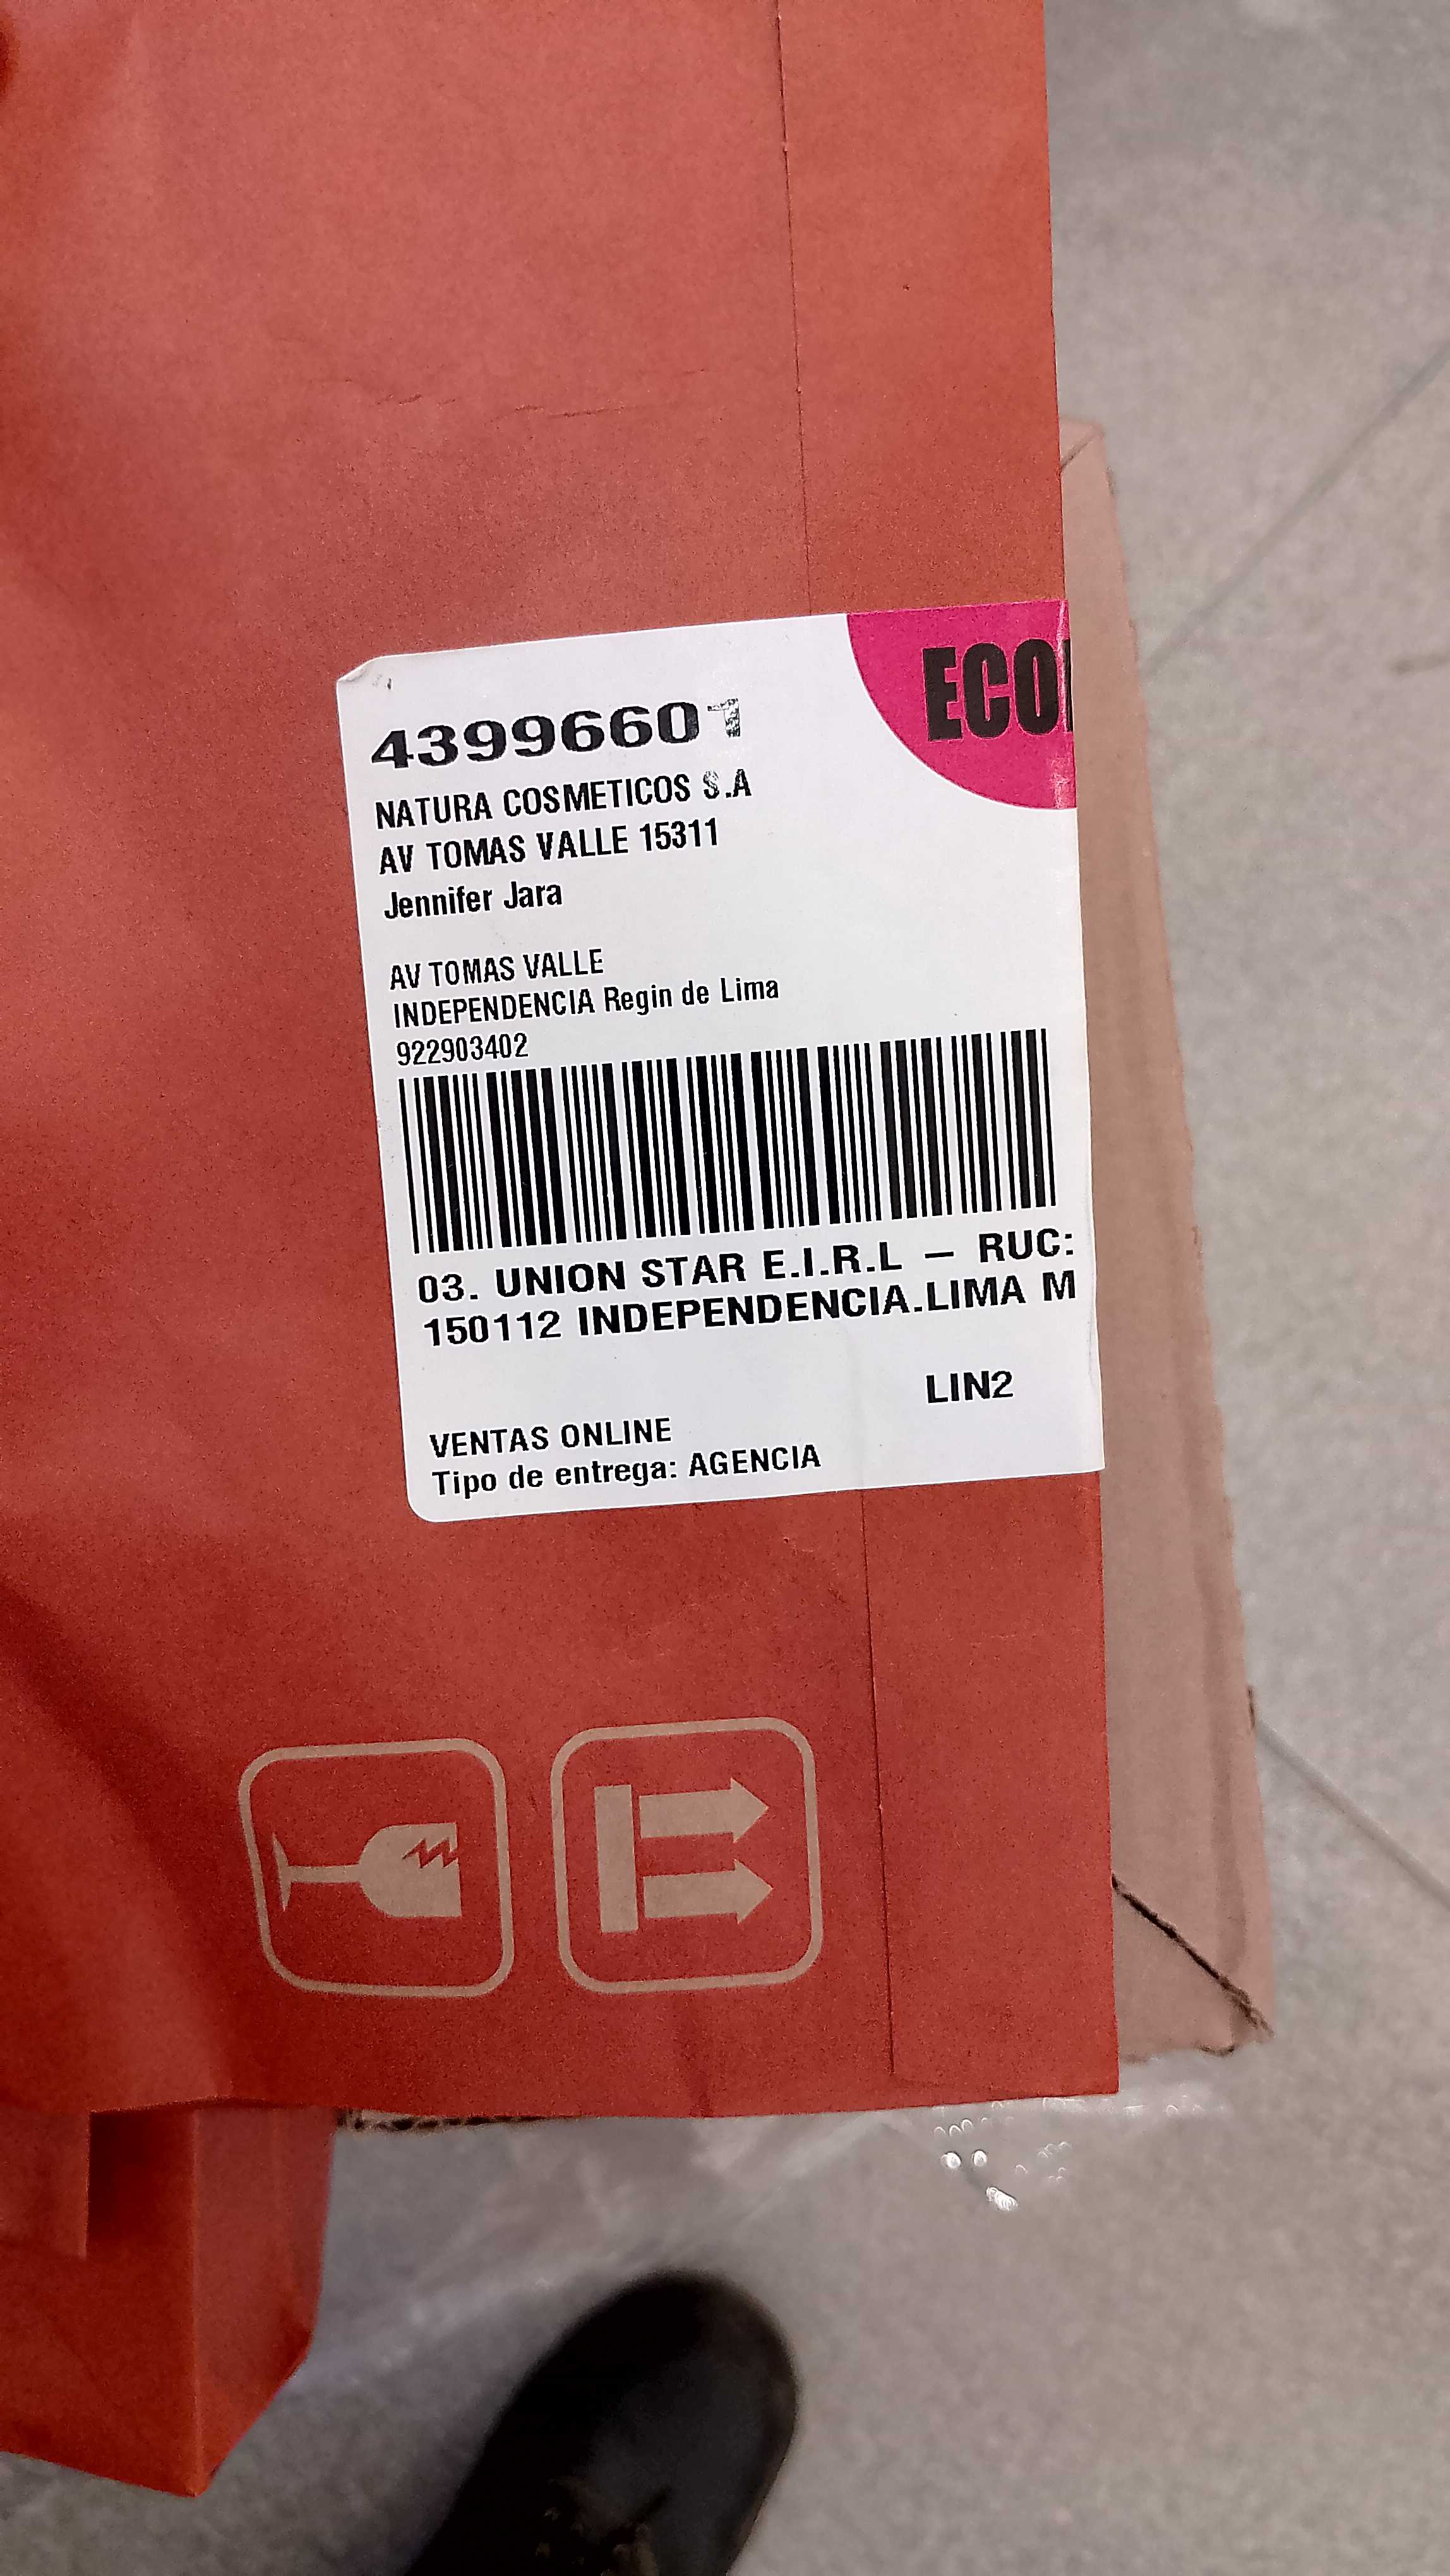 43996601
ECO
NATURA COSMETICOS S.A
AV TOMAS VALLE 15311
Jennifer Jara
AV TOMAS VALLE
INDEPENDENCIA Regin de Lima
922903402
03. UNION STAR E.I.R.L – RUC:
150112 INDEPENDENCIA.LIMA M
LIN2
VENTAS ONLINE
Tipo de entrega: AGENCIA